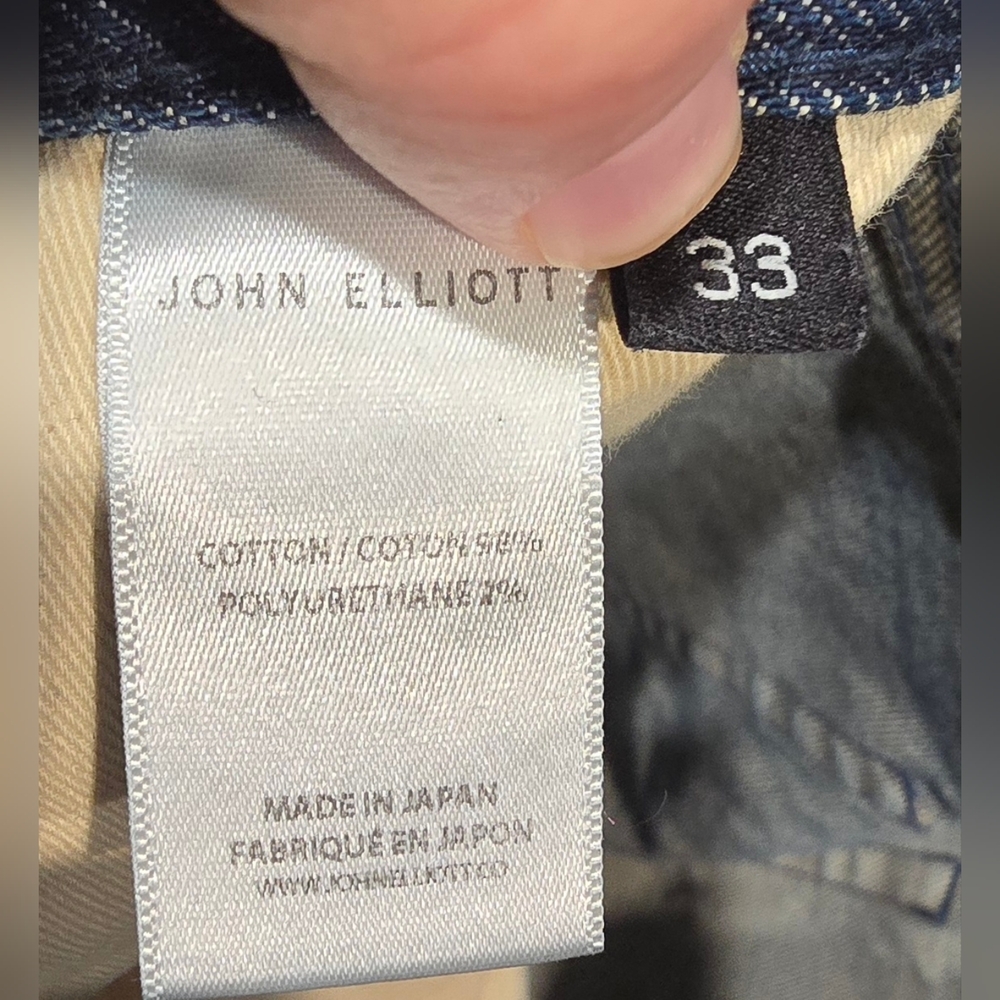 JOHN ELLIOTT
33
COTTON / COTON 98%
POLYURETHANE 2%
MADE IN JAPAN
FABRIQUÉ EN JAPON
WWW.JOHNELLIOTT.CO